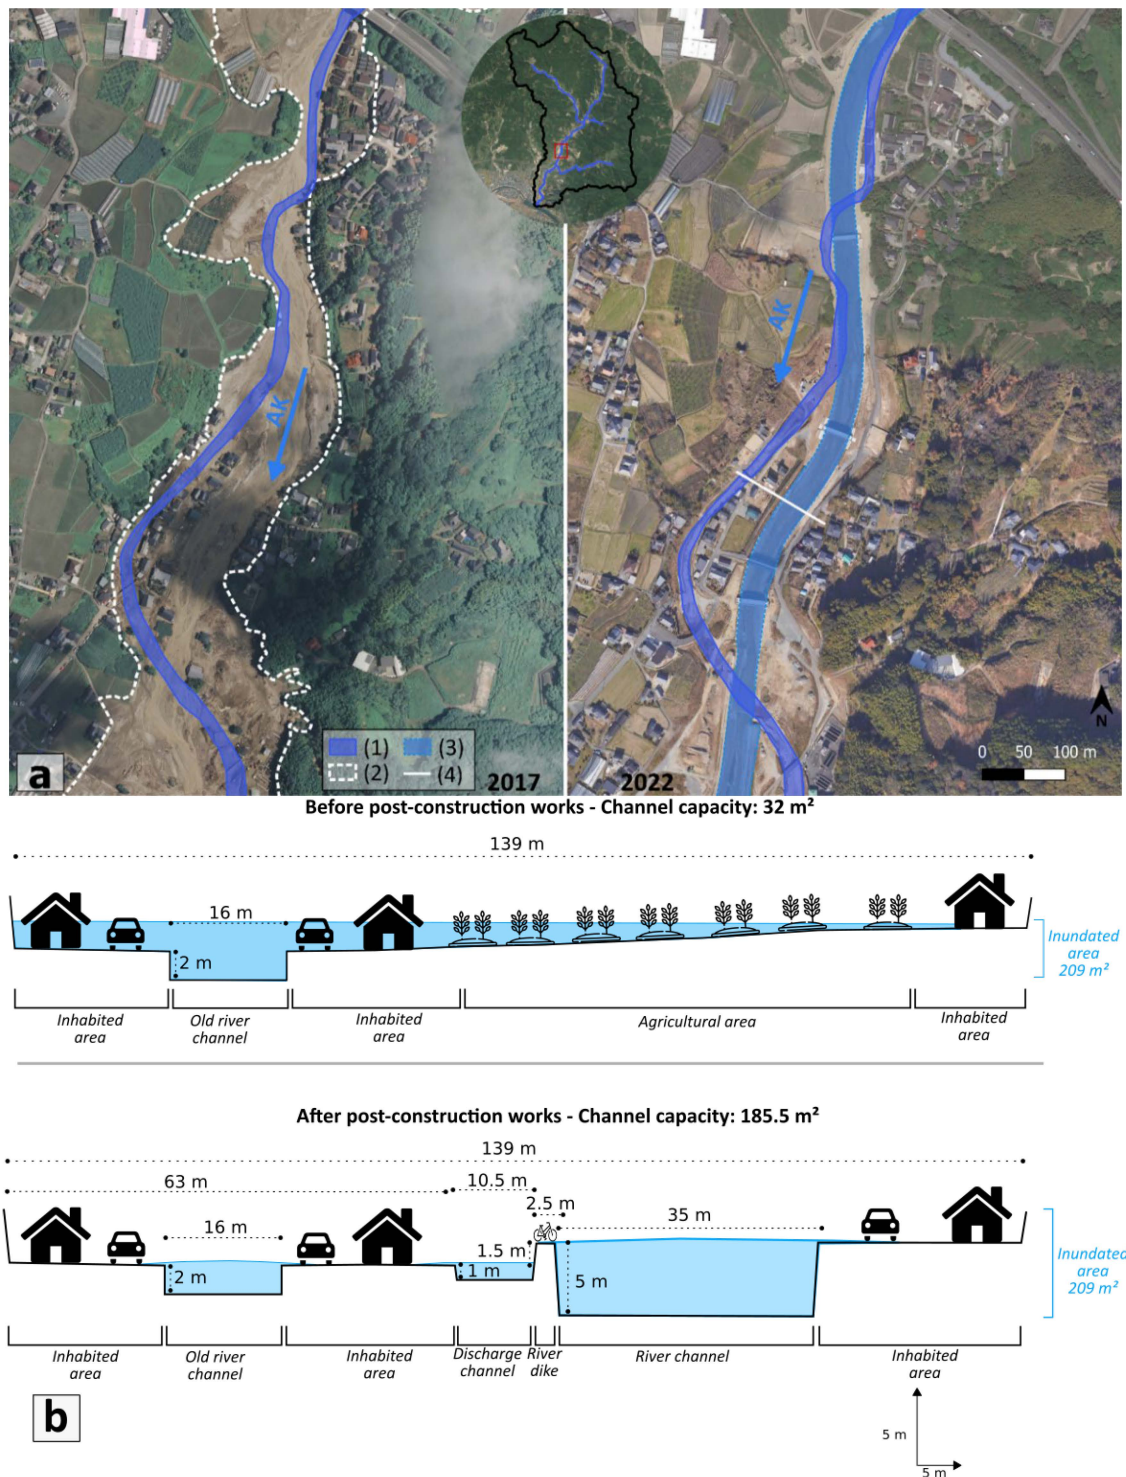 AK
AK
(1)
(3)
(2)
(4)
a
2017
2022
N
0 50 100 m
Before post-construction works - Channel capacity: 32 m²
139 m
16 m
2 m
Inundated
area
209 m²
Inhabited
area
Old river
channel
Inhabited
area
Agricultural area
Inhabited
area
After post-construction works - Channel capacity: 185.5 m²
139 m
63 m
10.5 m
2.5 m
16 m
35 m
1.5 m
2 m
1 m
5 m
Inundated
area
209 m²
Inhabited
area
Old river
channel
Inhabited
area
Discharge
channel
River
dike
River channel
Inhabited
area
b
5 m
5 m